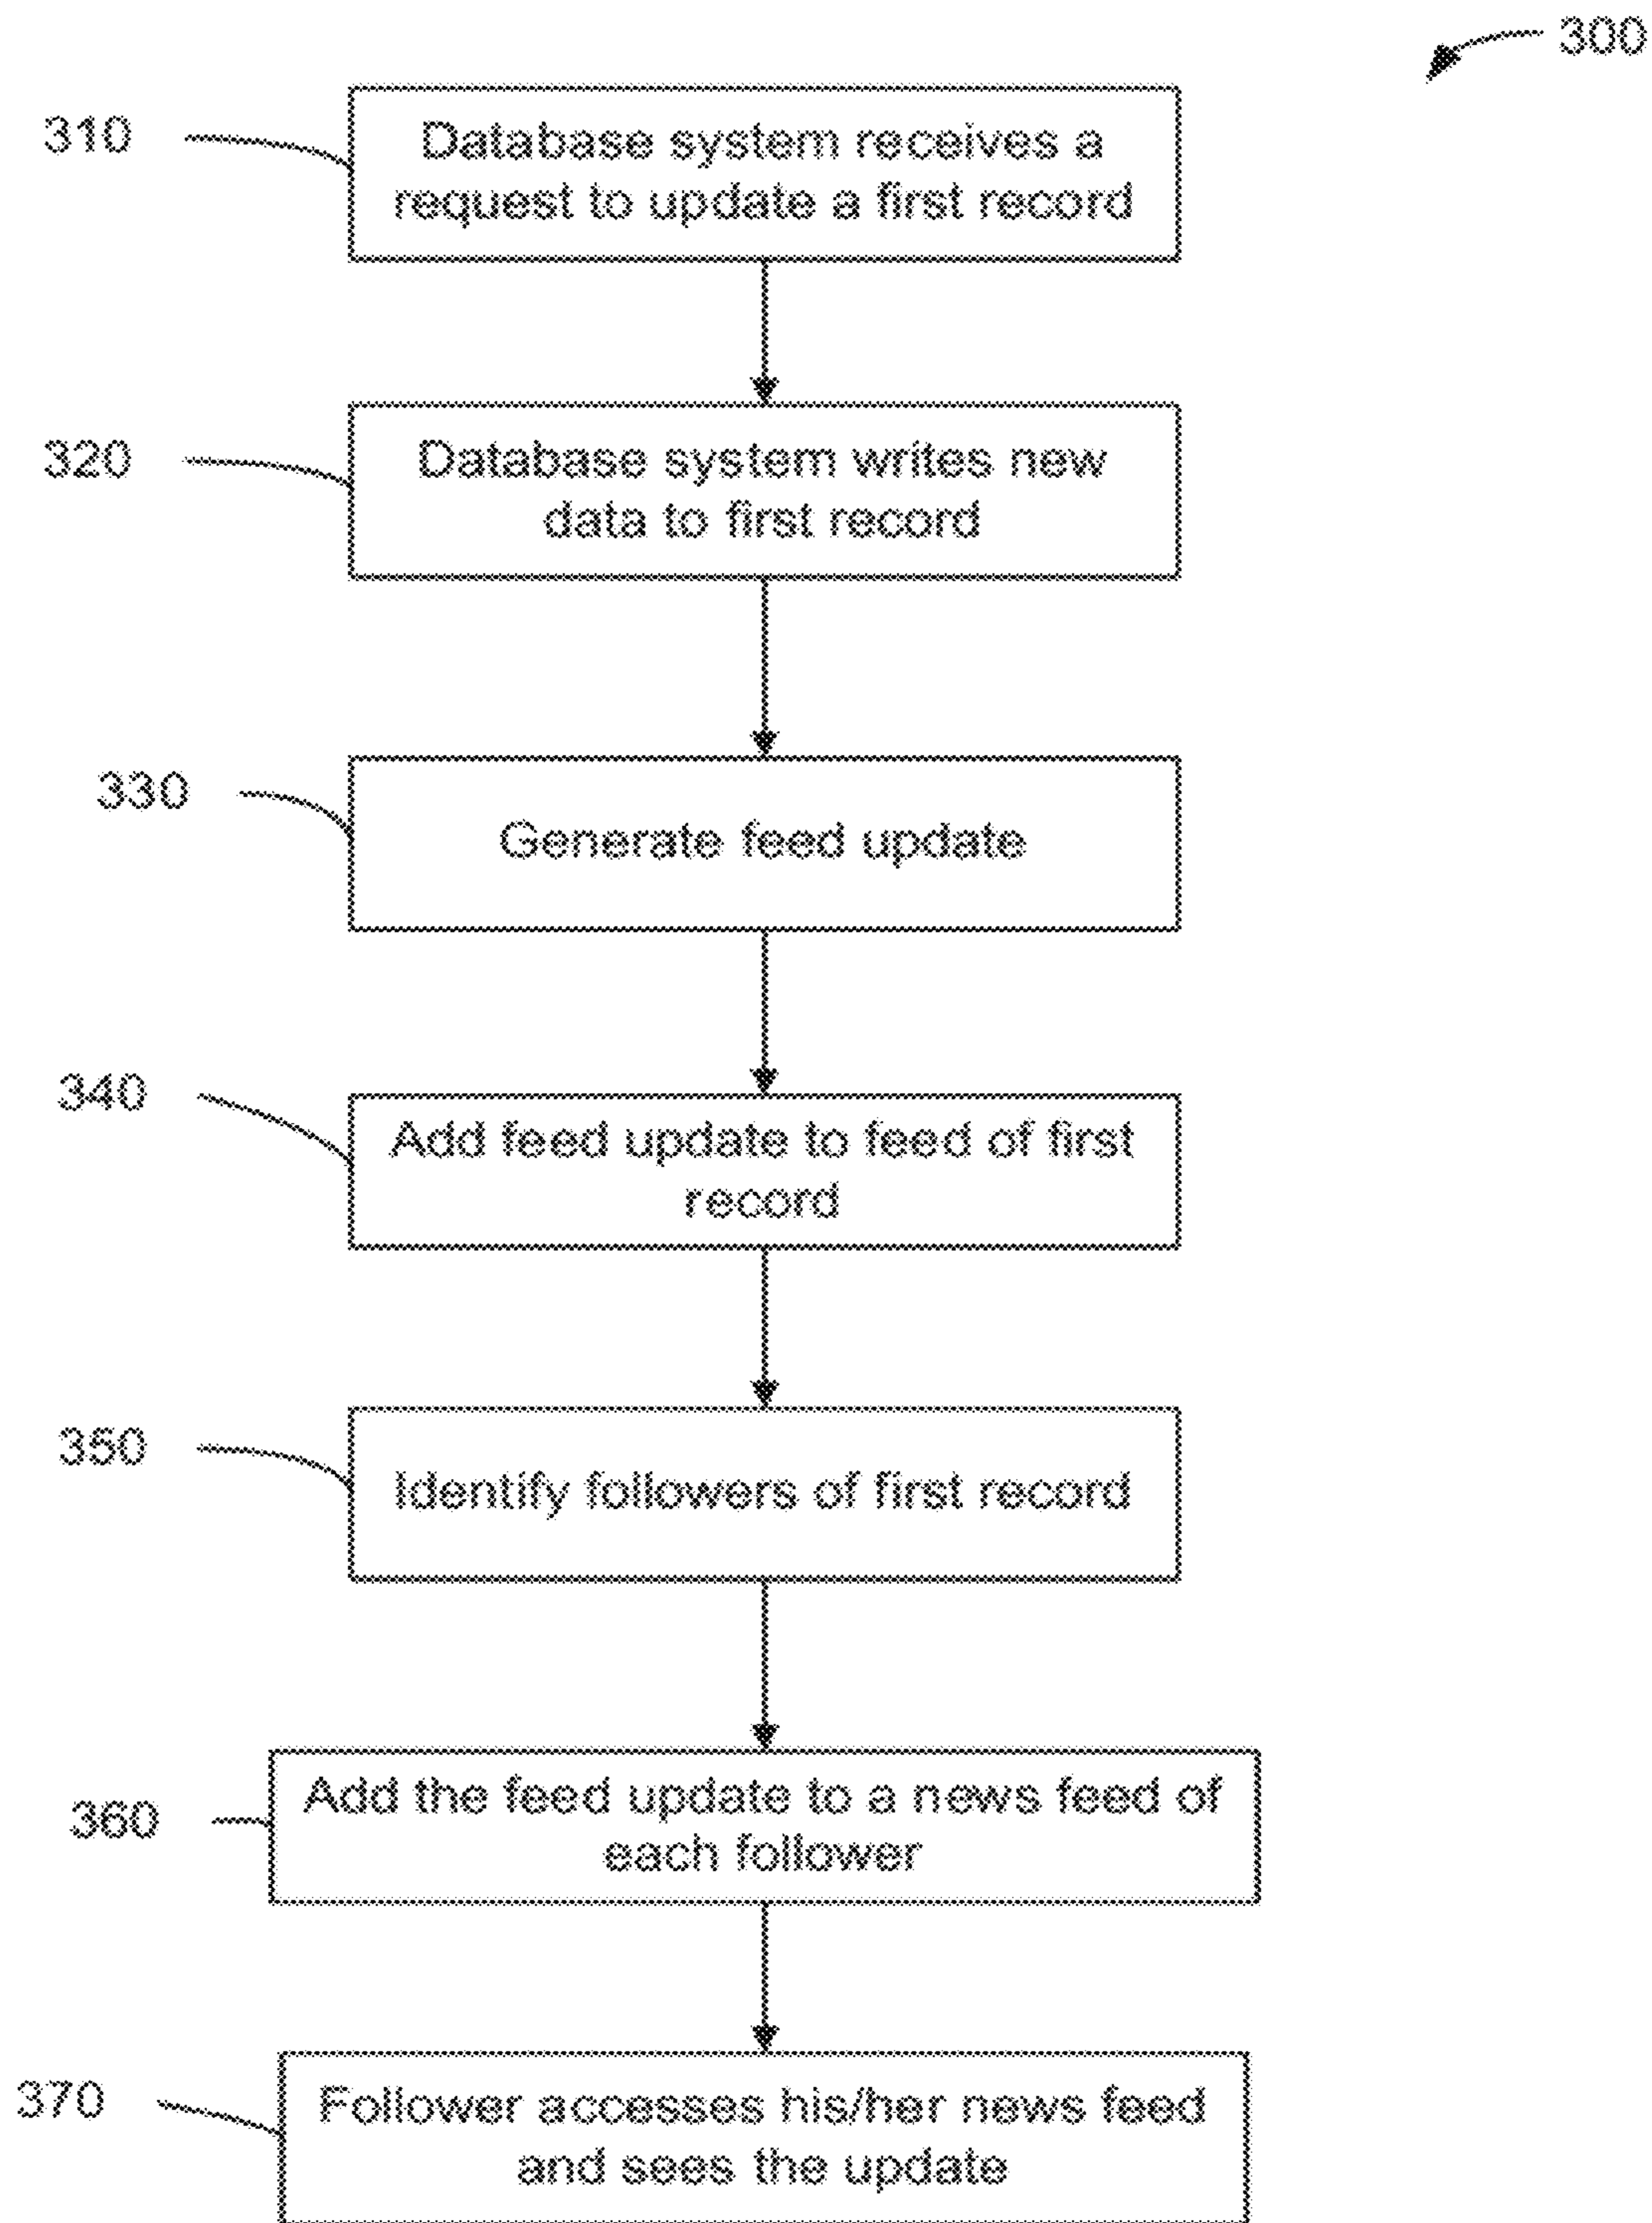 300
310
Database system receives a
request to update a first record
320
Database system writes new
data to first record
330
Generate feed update
340
Add feed update to feed of first
record
350
Identify followers of first record
360
Add the feed update to a news feed of
each follower
370
Follower accesses his/her news feed
and sees the update